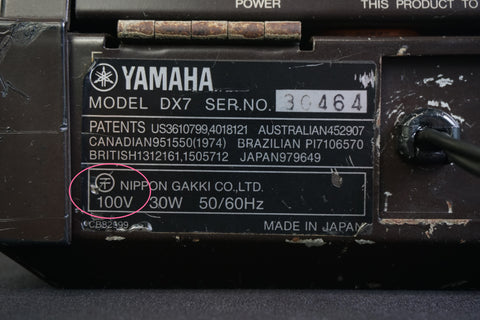 POWER
THIS PRODUCT TO
YAMAHA
MODEL DX7 SER.NO. 30464
PATENTS US3610799,4018121 AUSTRALIAN452907
CANADIAN951550(1974) BRAZILIAN PI7106570
BRITISH1312161,1505712 JAPAN979649
〒 NIPPON GAKKI CO.,LTD.
100V 30W 50/60Hz
MADE IN JAPAN